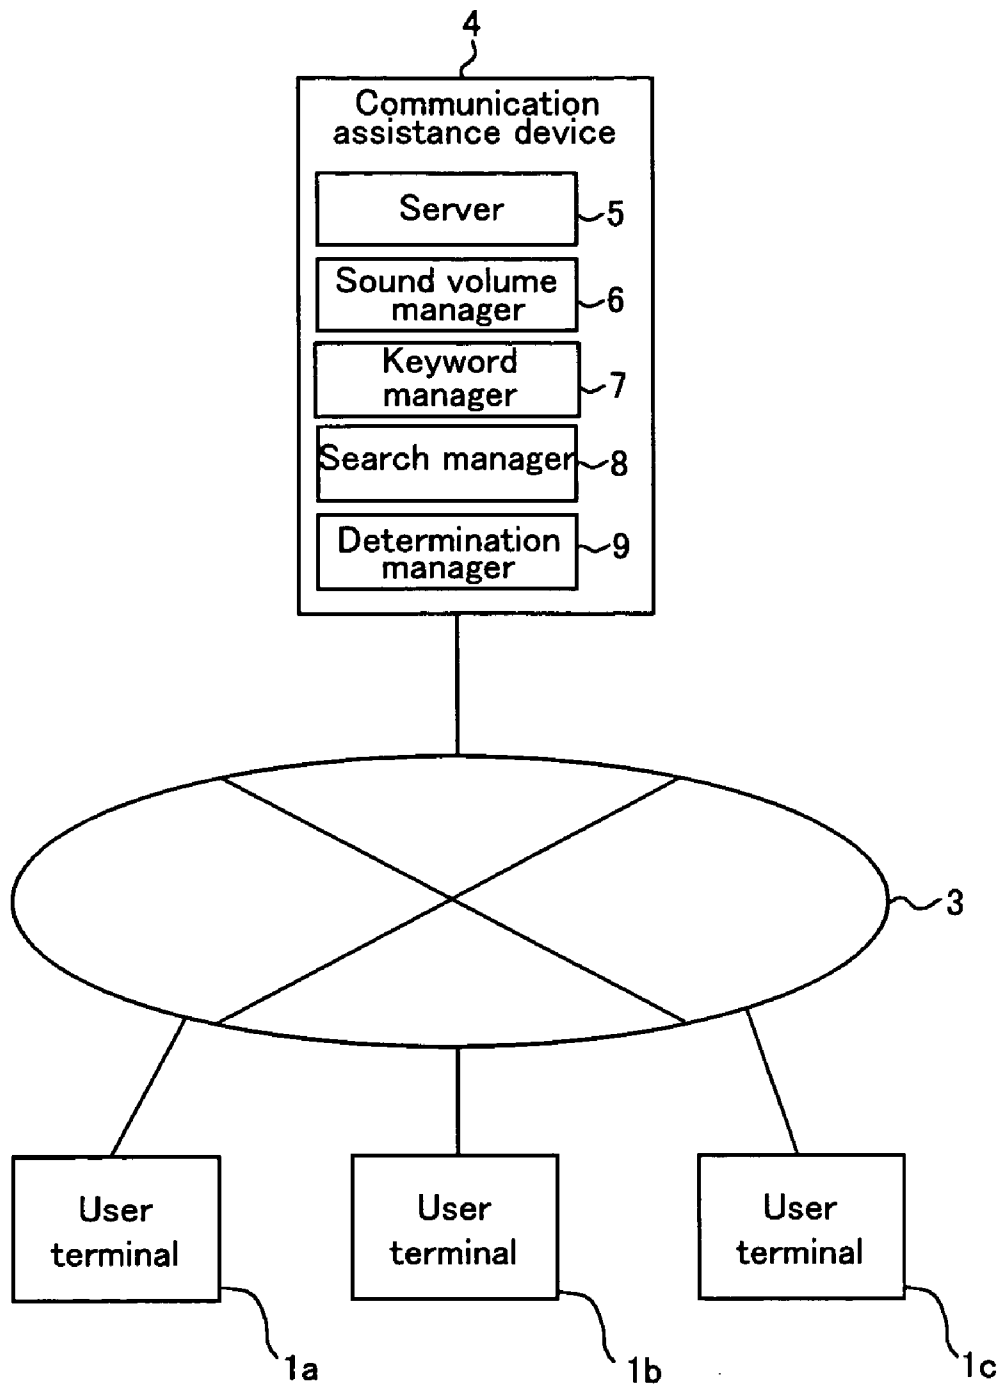 4
Communication
assistance device
Server
5
Sound volume
manager
6
Keyword
manager
7
Search manager
8
Determination
manager
9
3
User
terminal
User
terminal
User
terminal
1a
1b
1c